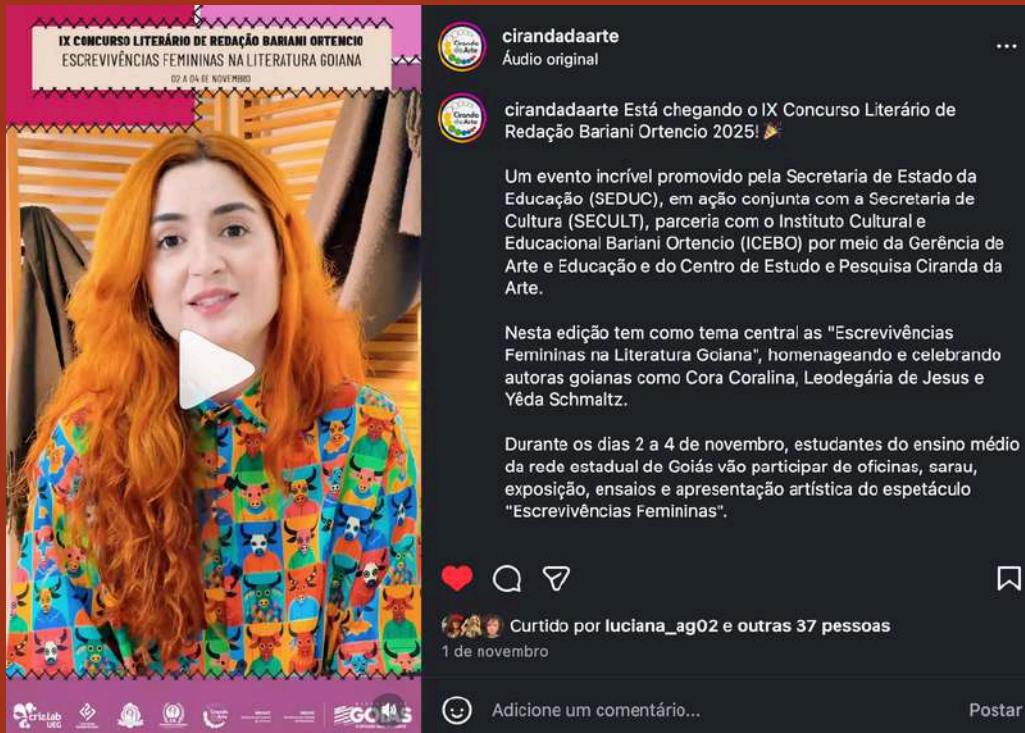 IX CONCURSO LITERÁRIO DE REDAÇÃO BARIANI ORTENCIO
ESCREVIVÊNCIAS FEMININAS NA LITERATURA GOIANA
02 A 04 DE NOVEMBRO
crialab
UEG
Ciranda da Arte
GOIÁS
cirandadaarte
Áudio original
cirandadaarte Está chegando o IX Concurso Literário de
Redação Bariani Ortencio 2025! 🎉
Um evento incrível promovido pela Secretaria de Estado da
Educação (SEDUC), em ação conjunta com a Secretaria de
Cultura (SECULT), parceria com o Instituto Cultural e
Educacional Bariani Ortencio (ICEBO) por meio da Gerência de
Arte e Educação e do Centro de Estudo e Pesquisa Ciranda da
Arte.
Nesta edição tem como tema central as "Escrevivências
Femininas na Literatura Goiana", homenageando e celebrando
autoras goianas como Cora Coralina, Leodegária de Jesus e
Yêda Schmaltz.
Durante os dias 2 a 4 de novembro, estudantes do ensino médio
da rede estadual de Goiás vão participar de oficinas, sarau,
exposição, ensaios e apresentação artística do espetáculo
"Escrevivências Femininas".
Curtido por luciana_ag02 e outras 37 pessoas
1 de novembro
Adicione um comentário...
Postar